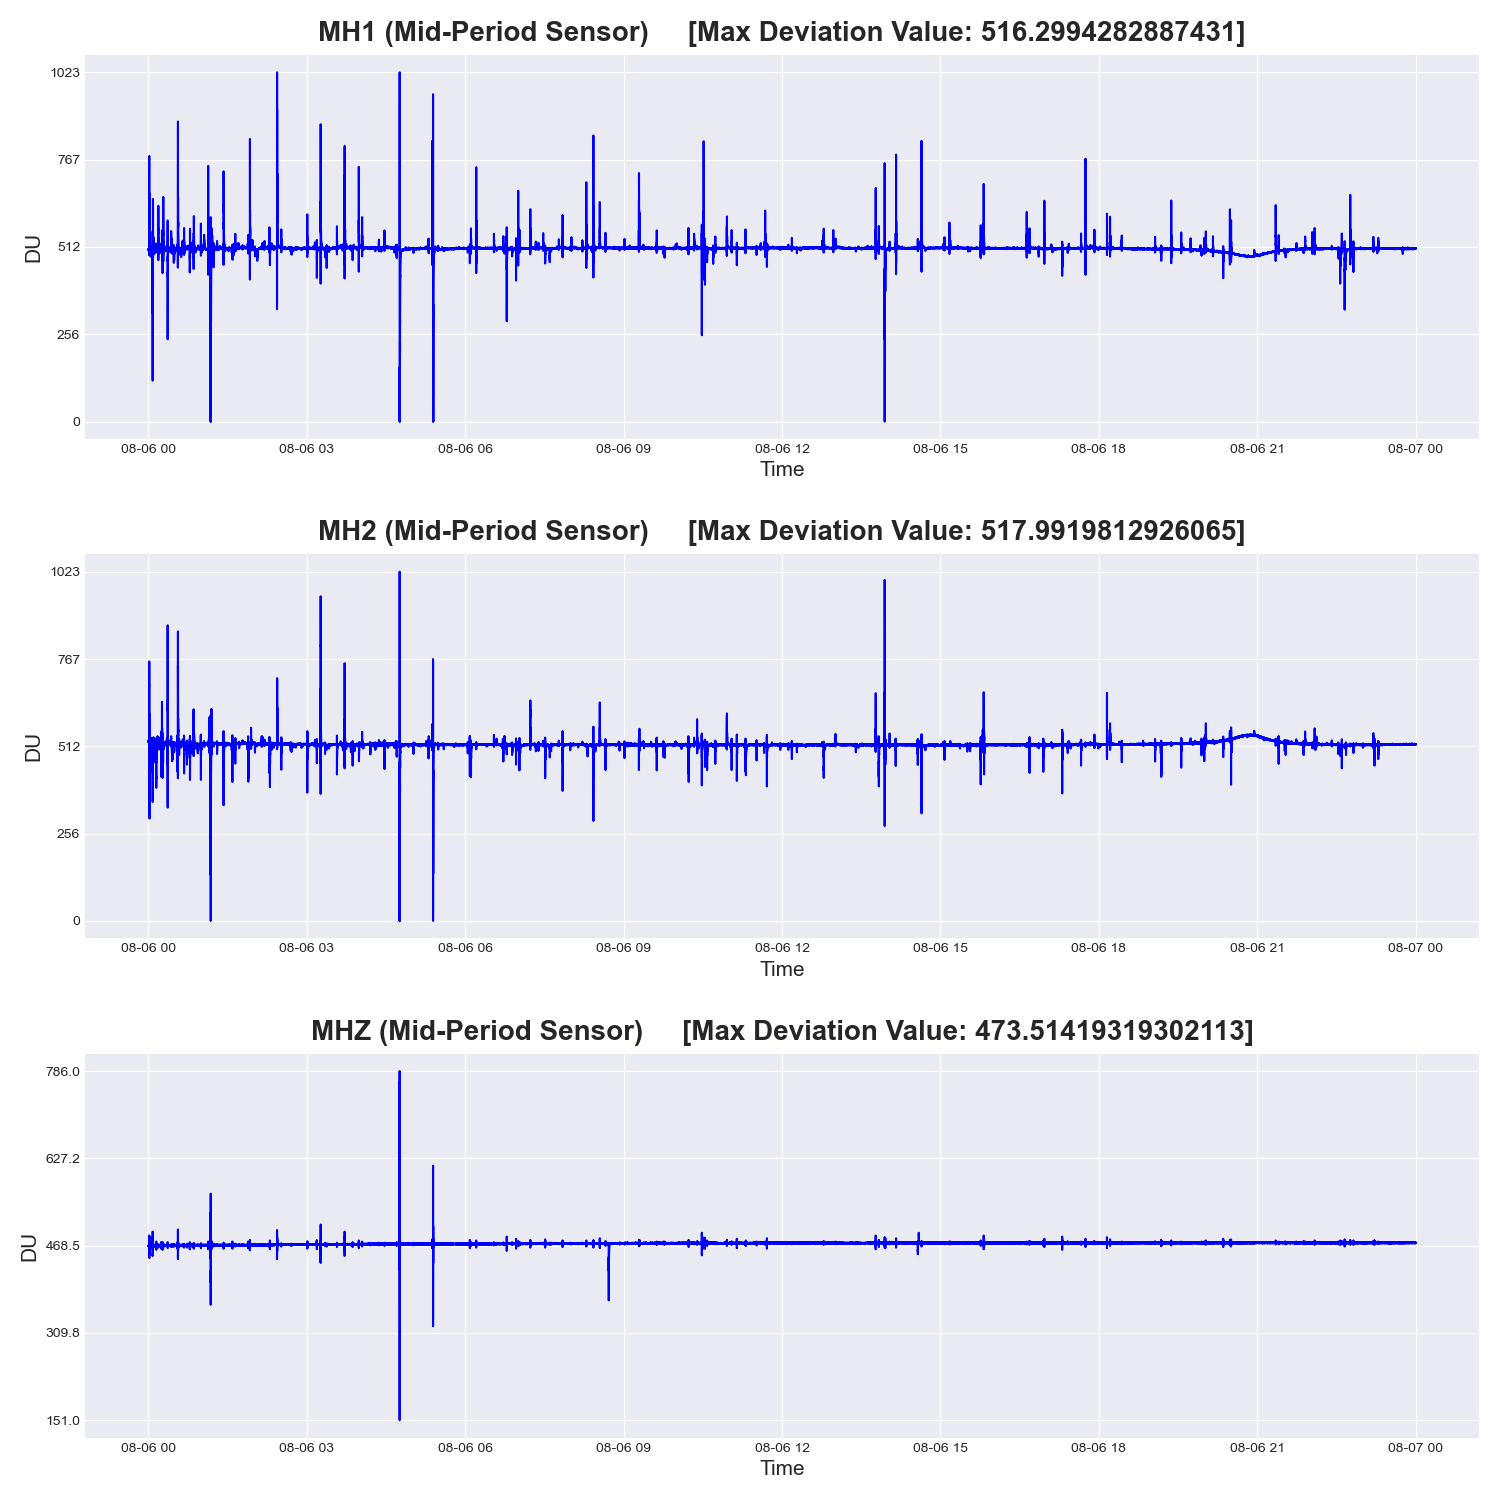 MH1 (Mid-Period Sensor) [Max Deviation Value: 516.2994282887431]
1023
767
512
256
0
DU
08-06 00 08-06 03 08-06 06 08-06 09 08-06 12 08-06 15 08-06 18 08-06 21 08-07 00
Time
MH2 (Mid-Period Sensor) [Max Deviation Value: 517.9919812926065]
1023
767
512
256
0
DU
08-06 00 08-06 03 08-06 06 08-06 09 08-06 12 08-06 15 08-06 18 08-06 21 08-07 00
Time
MHZ (Mid-Period Sensor) [Max Deviation Value: 473.51419319302113]
786.0
627.2
468.5
309.8
151.0
DU
08-06 00 08-06 03 08-06 06 08-06 09 08-06 12 08-06 15 08-06 18 08-06 21 08-07 00
Time